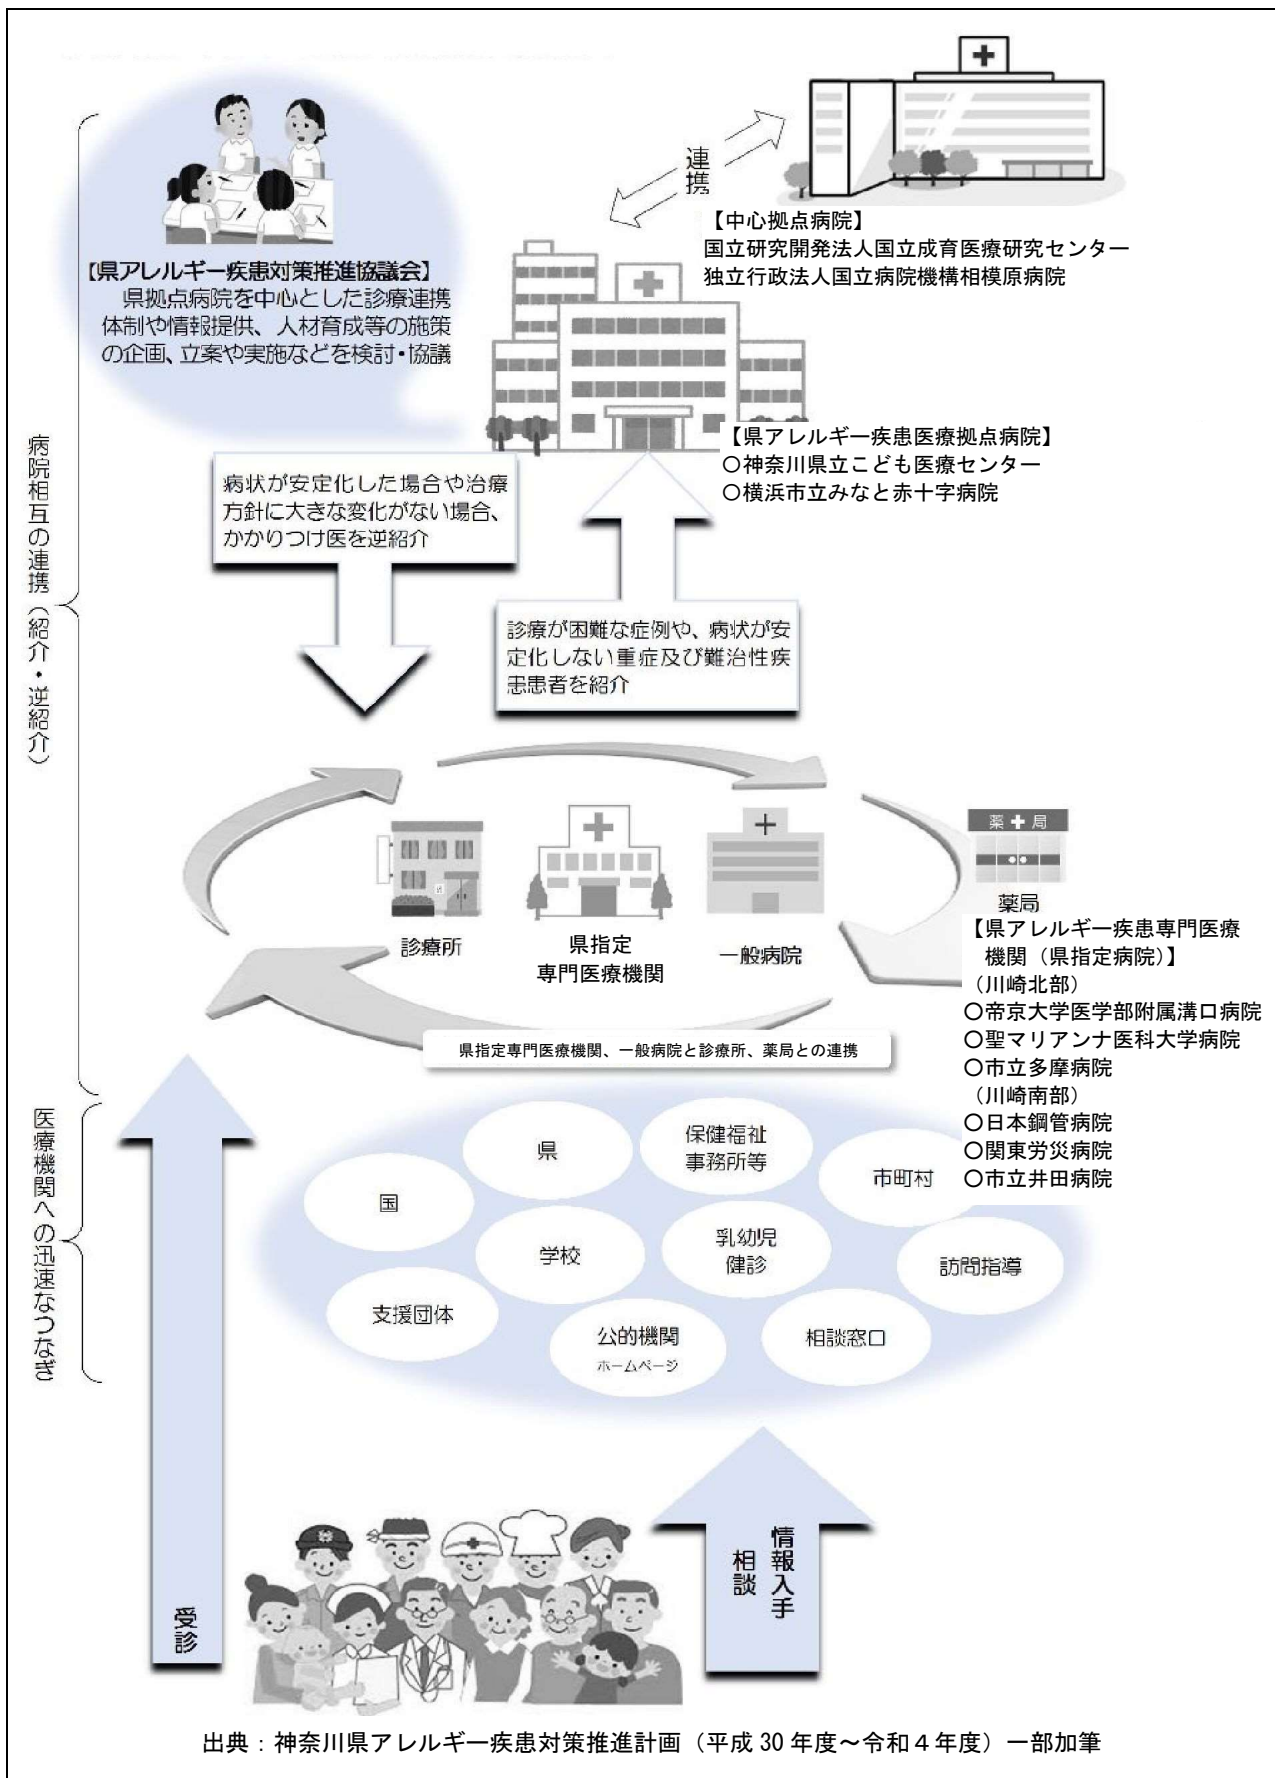 連携
【中心拠点病院】
国立研究開発法人国立成育医療研究センター
独立行政法人国立病院機構相模原病院
【県アレルギー疾患対策推進協議会】
県拠点病院を中心とした診療連携
体制や情報提供、人材育成等の施策
の企画、立案や実施などを検討・協議
【県アレルギー疾患医療拠点病院】
〇神奈川県立こども医療センター
〇横浜市立みなと赤十字病院
病院相互の連携（紹介・逆紹介）
病状が安定化した場合や治療
方針に大きな変化がない場合、
かかりつけ医を逆紹介
診療が困難な症例や、病状が安
定化しない重症及び難治性疾
患患者を紹介
薬✚局
薬局
診療所
県指定
専門医療機関
一般病院
【県アレルギー疾患専門医療
機関（県指定病院）】
（川崎北部）
〇帝京大学医学部附属溝口病院
〇聖マリアンナ医科大学病院
〇市立多摩病院
（川崎南部）
〇日本鋼管病院
〇関東労災病院
〇市立井田病院
県指定専門医療機関、一般病院と診療所、薬局との連携
医療機関への迅速なつなぎ
県
保健福祉
事務所等
市町村
国
学校
乳幼児
健診
訪問指導
支援団体
公的機関
ホームページ
相談窓口
受診
情報入手
相談
出典：神奈川県アレルギー疾患対策推進計画（平成 30 年度～令和４年度）一部加筆